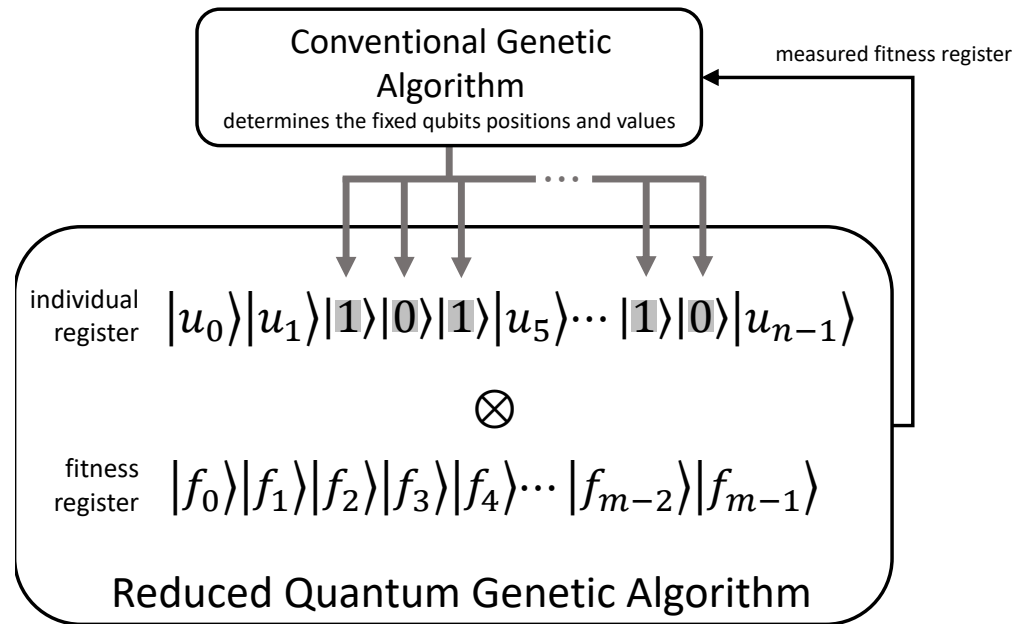 Conventional Genetic
Algorithm
determines the fixed qubits positions and values
measured fitness register
...
individual
register
|u₀⟩|u₁⟩|1⟩|0⟩|1⟩|u₅⟩⋯ |1⟩|0⟩|uₙ₋₁⟩
⊗
fitness
register
|f₀⟩|f₁⟩|f₂⟩|f₃⟩|f₄⟩⋯ |fₘ₋₂⟩|fₘ₋₁⟩
Reduced Quantum Genetic Algorithm